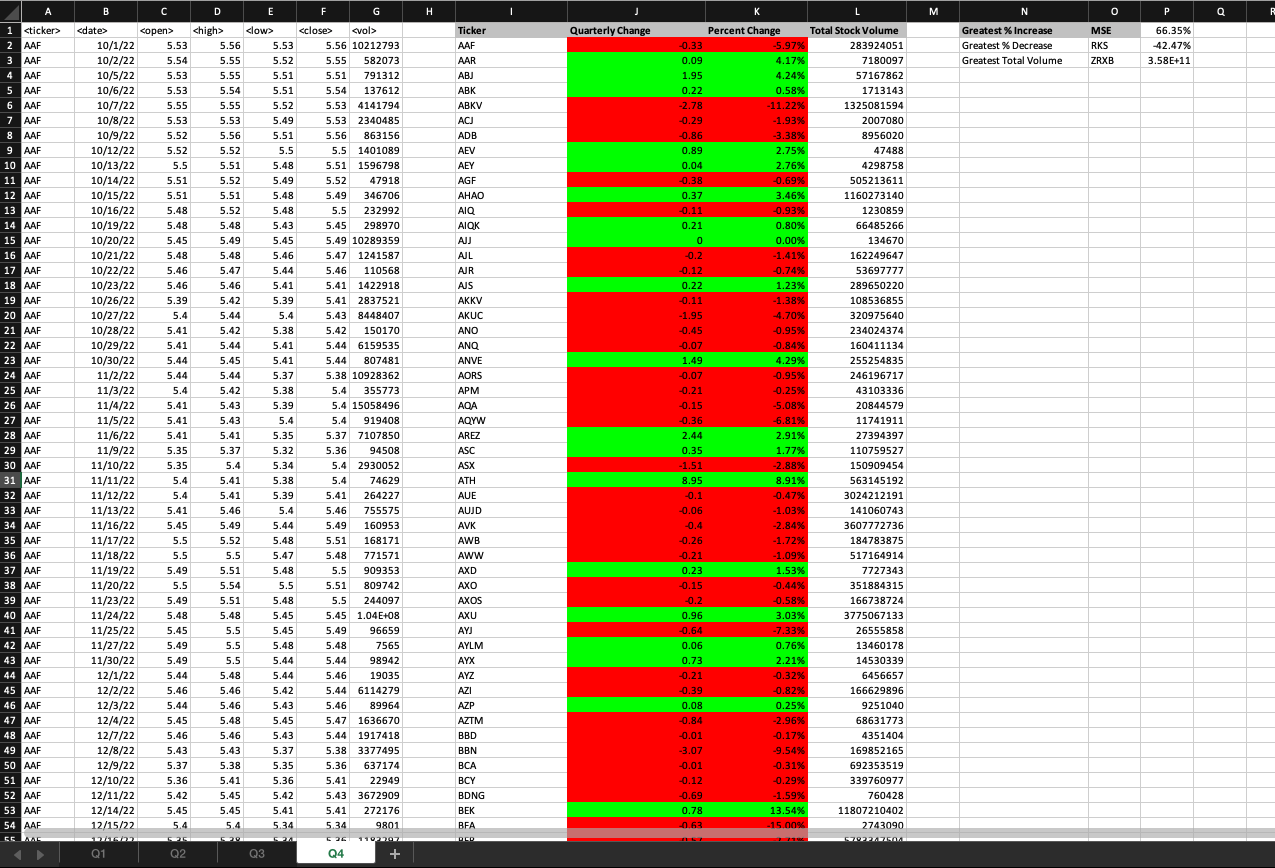 A B C D E F G H I J K L M N O P Q R
1 <ticker> <date> <open> <high> <low> <close> <vol> Ticker Quarterly Change Percent Change Total Stock Volume Greatest % Increase MSE 66.35%
2 AAF 10/1/22 5.53 5.56 5.53 5.56 10212793 AAF -0.33 -5.97% 283924051 Greatest % Decrease RKS -42.47%
3 AAF 10/2/22 5.54 5.55 5.52 5.55 582073 AAR 0.09 4.17% 7180097 Greatest Total Volume ZRXB 3.58E+11
4 AAF 10/5/22 5.53 5.55 5.51 5.51 791312 ABJ 1.95 4.24% 57167862
5 AAF 10/6/22 5.53 5.54 5.51 5.54 137612 ABK 0.22 0.58% 1713143
6 AAF 10/7/22 5.55 5.55 5.52 5.53 4141794 ABKV -2.78 -11.22% 1325081594
7 AAF 10/8/22 5.53 5.53 5.49 5.53 2340485 ACJ -0.29 -1.93% 2007080
8 AAF 10/9/22 5.52 5.56 5.51 5.56 863156 ADB -0.86 -3.38% 8956020
9 AAF 10/12/22 5.52 5.52 5.5 5.5 1401089 AEV 0.89 2.75% 47488
10 AAF 10/13/22 5.5 5.51 5.48 5.51 1596798 AEY 0.04 2.76% 4298758
11 AAF 10/14/22 5.51 5.52 5.49 5.52 47918 AGF -0.38 -0.69% 505213611
12 AAF 10/15/22 5.51 5.51 5.48 5.49 346706 AHAO 0.37 3.46% 1160273140
13 AAF 10/16/22 5.48 5.52 5.48 5.5 232992 AIQ -0.11 -0.93% 1230859
14 AAF 10/19/22 5.48 5.48 5.43 5.45 298970 AIQK 0.21 0.80% 66485266
15 AAF 10/20/22 5.45 5.49 5.45 5.49 10289359 AJJ 0 0.00% 134670
16 AAF 10/21/22 5.48 5.48 5.46 5.47 1241587 AJL -0.2 -1.41% 162249647
17 AAF 10/22/22 5.46 5.47 5.44 5.46 110568 AJR -0.12 -0.74% 53697777
18 AAF 10/23/22 5.46 5.46 5.41 5.41 1422918 AJS 0.22 1.23% 289650220
19 AAF 10/26/22 5.39 5.42 5.39 5.41 2837521 AKKV -0.11 -1.38% 108536855
20 AAF 10/27/22 5.4 5.44 5.4 5.43 8448407 AKUC -1.95 -4.70% 320975640
21 AAF 10/28/22 5.41 5.42 5.38 5.42 150170 ANO -0.45 -0.95% 234024374
22 AAF 10/29/22 5.41 5.44 5.41 5.44 6159535 ANQ -0.07 -0.84% 160411134
23 AAF 10/30/22 5.44 5.45 5.41 5.44 807481 ANVE 1.49 4.29% 255254835
24 AAF 11/2/22 5.44 5.44 5.37 5.38 10928362 AORS -0.07 -0.95% 246196717
25 AAF 11/3/22 5.4 5.42 5.38 5.4 355773 APM -0.21 -0.25% 43103336
26 AAF 11/4/22 5.41 5.43 5.39 5.4 15058496 AQA -0.15 -5.08% 20844579
27 AAF 11/5/22 5.41 5.43 5.4 5.4 919408 AQYW -0.36 -6.81% 11741911
28 AAF 11/6/22 5.41 5.41 5.35 5.37 7107850 AREZ 2.44 2.91% 27394397
29 AAF 11/9/22 5.35 5.37 5.32 5.36 94508 ASC 0.35 1.77% 110759527
30 AAF 11/10/22 5.35 5.4 5.34 5.4 2930052 ASX -1.51 -2.88% 150909454
31 AAF 11/11/22 5.4 5.41 5.38 5.4 74629 ATH 8.95 8.91% 563145192
32 AAF 11/12/22 5.4 5.41 5.39 5.41 264227 AUE -0.1 -0.47% 3024212191
33 AAF 11/13/22 5.41 5.46 5.4 5.46 755575 AUJD -0.06 -1.03% 141060743
34 AAF 11/16/22 5.45 5.49 5.44 5.49 160953 AVK -0.4 -2.84% 3607772736
35 AAF 11/17/22 5.5 5.52 5.48 5.51 168171 AWB -0.26 -1.72% 184783875
36 AAF 11/18/22 5.5 5.5 5.47 5.48 771571 AWW -0.21 -1.09% 517164914
37 AAF 11/19/22 5.49 5.51 5.48 5.5 909353 AXD 0.23 1.53% 7727343
38 AAF 11/20/22 5.5 5.54 5.5 5.51 809742 AXO -0.15 -0.44% 351884315
39 AAF 11/23/22 5.49 5.51 5.48 5.5 244097 AXOS -0.2 -0.58% 166738724
40 AAF 11/24/22 5.48 5.48 5.45 5.45 1.04E+08 AXU 0.96 3.03% 3775067133
41 AAF 11/25/22 5.45 5.5 5.45 5.49 96659 AYJ -0.64 -7.33% 26555858
42 AAF 11/27/22 5.49 5.5 5.48 5.48 7565 AYLM 0.06 0.76% 13460178
43 AAF 11/30/22 5.49 5.5 5.44 5.44 98942 AYX 0.73 2.21% 14530339
44 AAF 12/1/22 5.44 5.48 5.44 5.46 19035 AYZ -0.21 -0.32% 6456657
45 AAF 12/2/22 5.46 5.46 5.42 5.44 6114279 AZI -0.39 -0.82% 166629896
46 AAF 12/3/22 5.44 5.46 5.43 5.46 89964 AZP 0.08 0.25% 9251040
47 AAF 12/4/22 5.45 5.48 5.45 5.47 1636670 AZTM -0.84 -2.96% 68631773
48 AAF 12/7/22 5.46 5.46 5.43 5.44 1917418 BBD -0.01 -0.17% 4351404
49 AAF 12/8/22 5.43 5.43 5.37 5.38 3377495 BBN -3.07 -9.54% 169852165
50 AAF 12/9/22 5.37 5.38 5.35 5.36 637174 BCA -0.01 -0.31% 692353519
51 AAF 12/10/22 5.36 5.41 5.36 5.41 22949 BCY -0.12 -0.29% 339760977
52 AAF 12/11/22 5.42 5.45 5.42 5.43 3672909 BDNG -0.69 -1.59% 760428
53 AAF 12/14/22 5.45 5.45 5.41 5.41 272176 BEK 0.78 13.54% 11807210402
54 AAF 12/15/22 5.4 5.4 5.34 5.34 9801 BFA -0.63 -15.00% 2743090
Q1 Q2 Q3 Q4 +